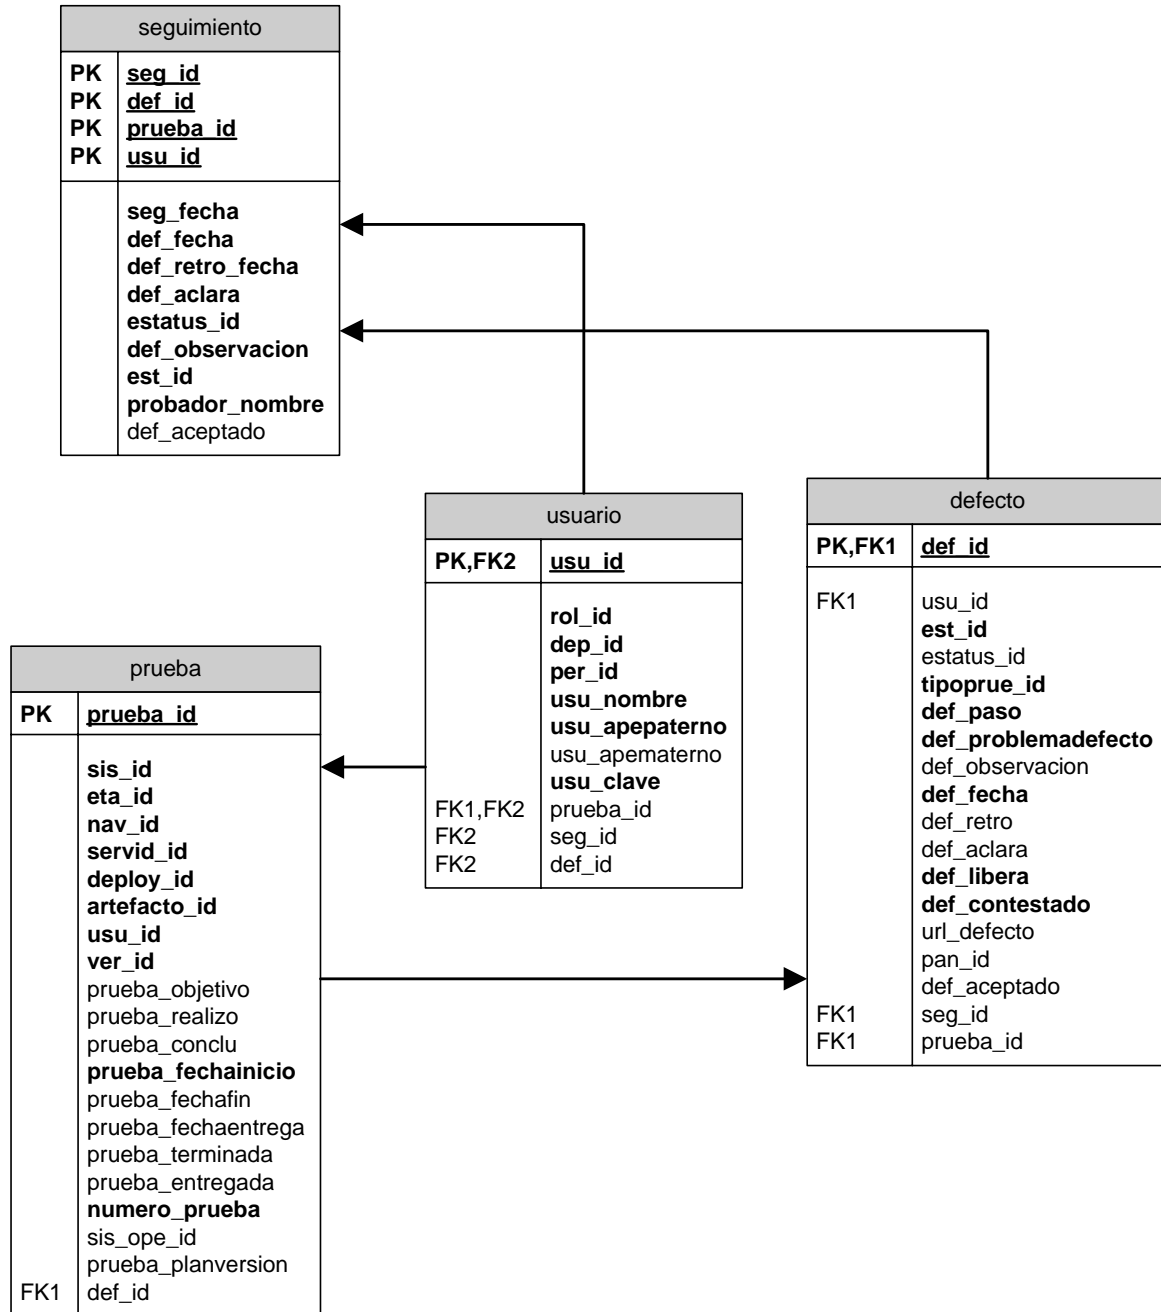 seguimiento
PK seg_id
PK def_id
PK prueba_id
PK usu_id
seg_fecha
def_fecha
def_retro_fecha
def_aclara
estatus_id
def_observacion
est_id
probador_nombre
def_aceptado
usuario
PK,FK2 usu_id
rol_id
dep_id
per_id
usu_nombre
usu_apepaterno
usu_apematerno
usu_clave
FK1,FK2 prueba_id
FK2 seg_id
FK2 def_id
defecto
PK,FK1 def_id
FK1 usu_id
est_id
estatus_id
tipoprue_id
def_paso
def_problemadefecto
def_observacion
def_fecha
def_retro
def_aclara
def_libera
def_contestado
url_defecto
pan_id
def_aceptado
FK1 seg_id
FK1 prueba_id
prueba
PK prueba_id
sis_id
eta_id
nav_id
servid_id
deploy_id
artefacto_id
usu_id
ver_id
prueba_objetivo
prueba_realizo
prueba_conclu
prueba_fechainicio
prueba_fechafin
prueba_fechaentrega
prueba_terminada
prueba_entregada
numero_prueba
sis_ope_id
prueba_planversion
FK1 def_id